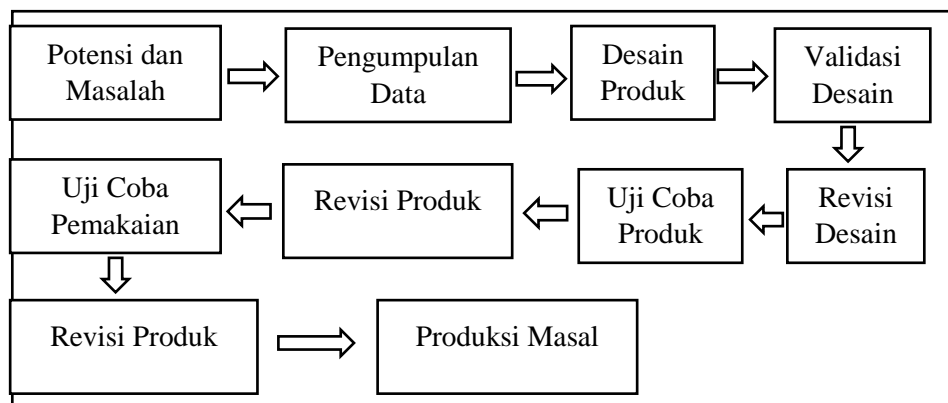 Potensi dan
Masalah
Pengumpulan
Data
Desain
Produk
Validasi
Desain
Revisi
Desain
Uji Coba
Produk
Revisi Produk
Uji Coba
Pemakaian
Revisi Produk
Produksi Masal